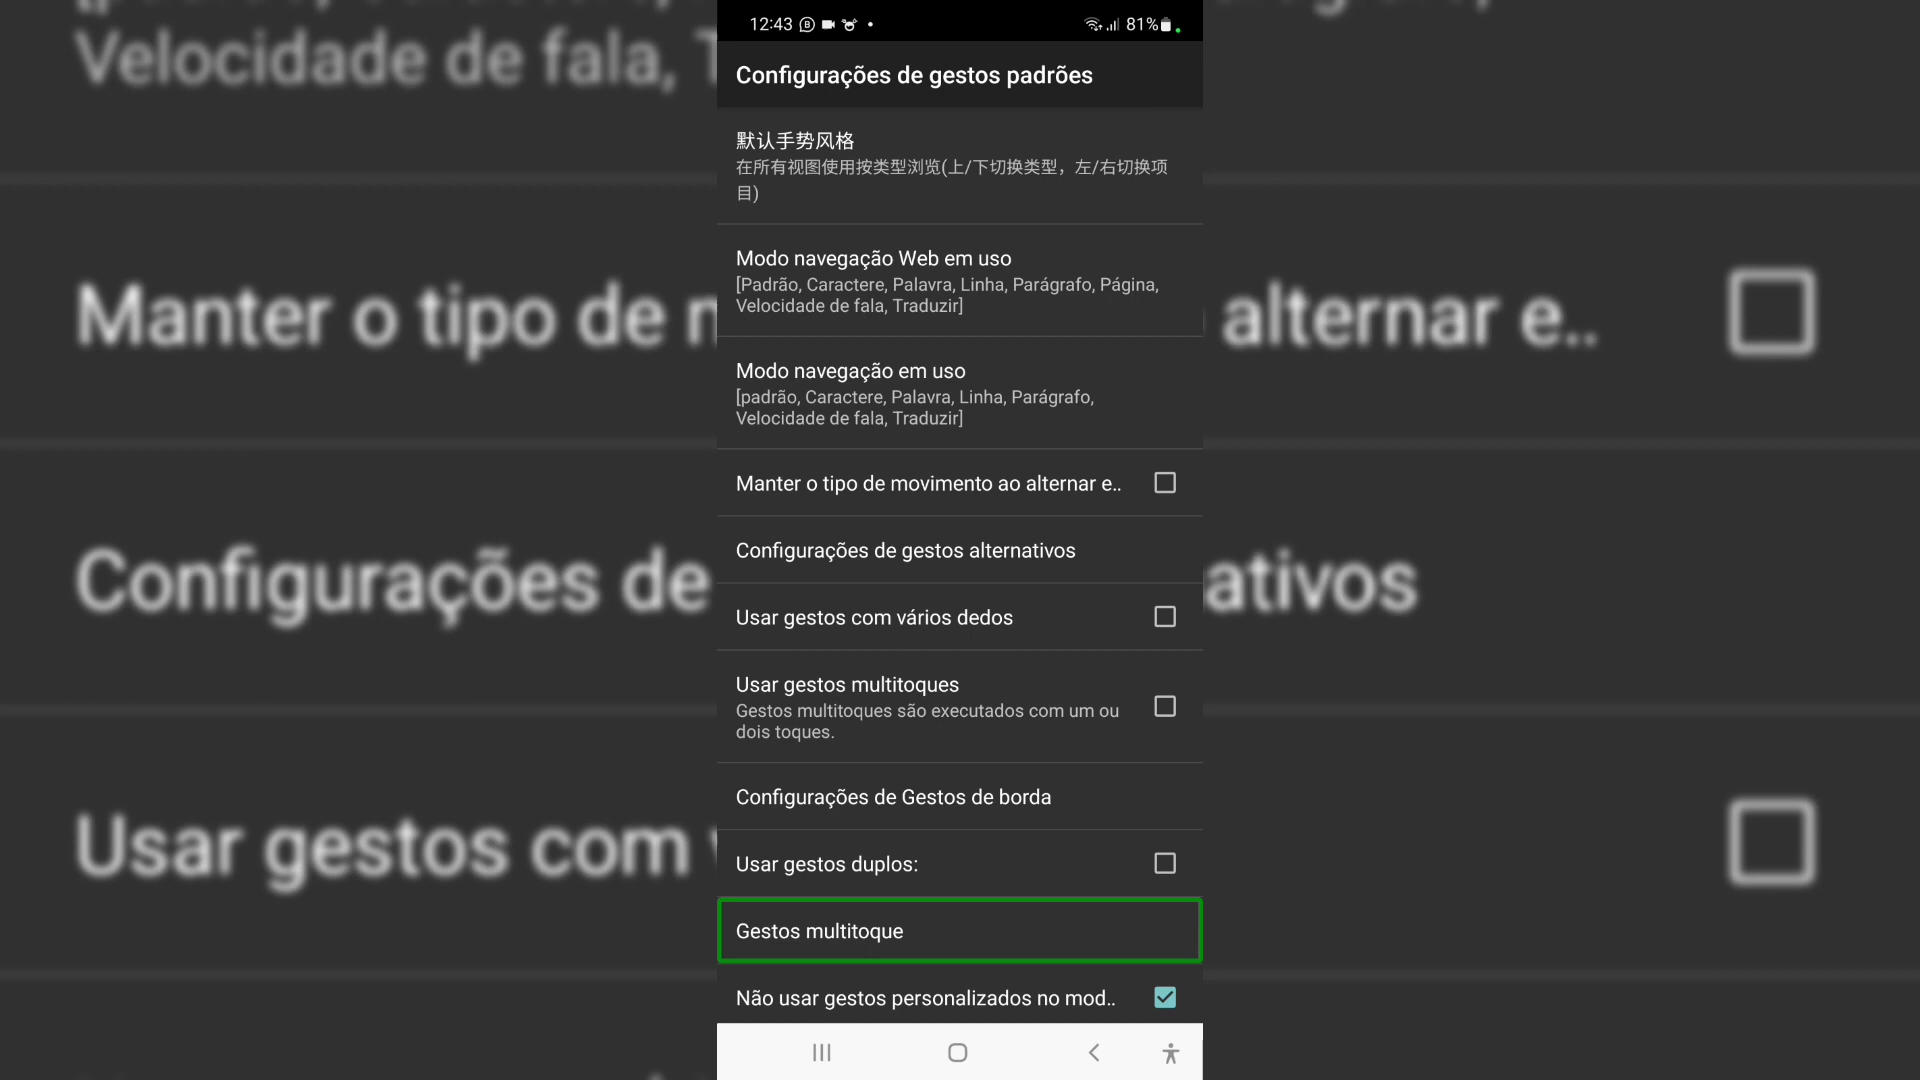 12:43
81%
Configurações de gestos padrões
默认手势风格
在所有视图使用按类型浏览(上/下切换类型，左/右切换项
目)
Modo navegação Web em uso
[Padrão, Caractere, Palavra, Linha, Parágrafo, Página,
Velocidade de fala, Traduzir]
Modo navegação em uso
[padrão, Caractere, Palavra, Linha, Parágrafo,
Velocidade de fala, Traduzir]
Manter o tipo de movimento ao alternar e..
Configurações de gestos alternativos
Usar gestos com vários dedos
Usar gestos multitoques
Gestos multitoques são executados com um ou
dois toques.
Configurações de Gestos de borda
Usar gestos duplos:
Gestos multitoque
Não usar gestos personalizados no mod..
Velocidade de fala,
Manter o tipo de
alternar e..
Configurações de
ativos
Usar gestos com